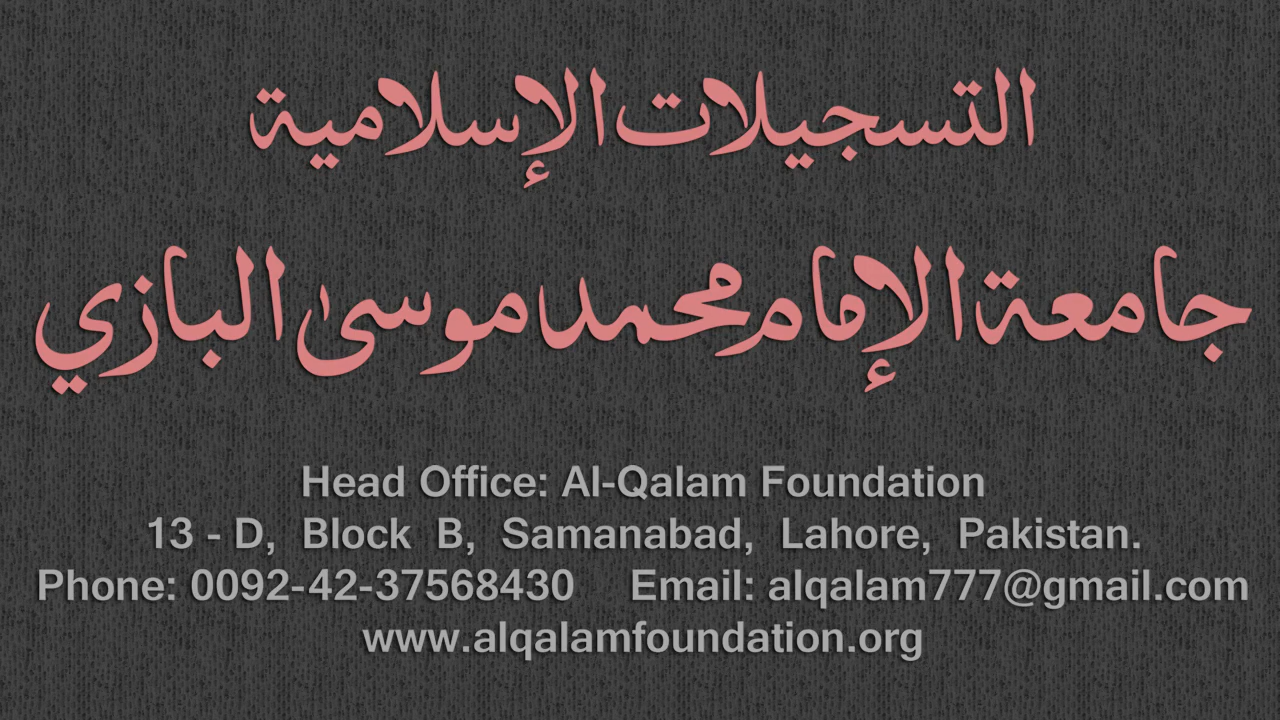 التسجيلات الإسلامية
جامعة الإمام محمد موسىٰ البازي
Head Office: Al-Qalam Foundation
13 - D, Block B, Samanabad, Lahore, Pakistan.
Phone: 0092-42-37568430 Email: alqalam777@gmail.com
www.alqalamfoundation.org